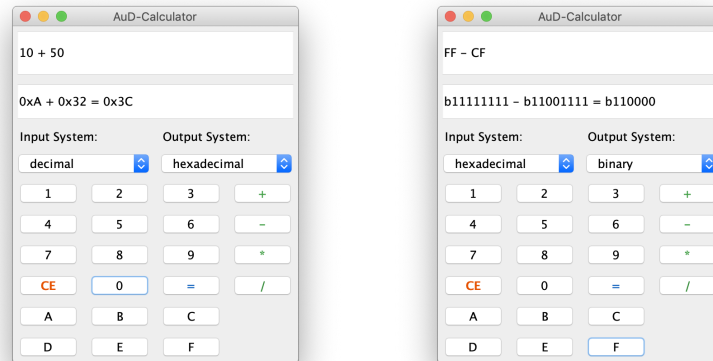 AuD-Calculator
10 + 50
0xA + 0x32 = 0x3C
Input System: Output System:
decimal hexadecimal
1 2 3 +
4 5 6 –
7 8 9 *
CE 0 = /
A B C
D E F
AuD-Calculator
FF – CF
b11111111 – b11001111 = b110000
Input System: Output System:
hexadecimal binary
1 2 3 +
4 5 6 –
7 8 9 *
CE 0 = /
A B C
D E F